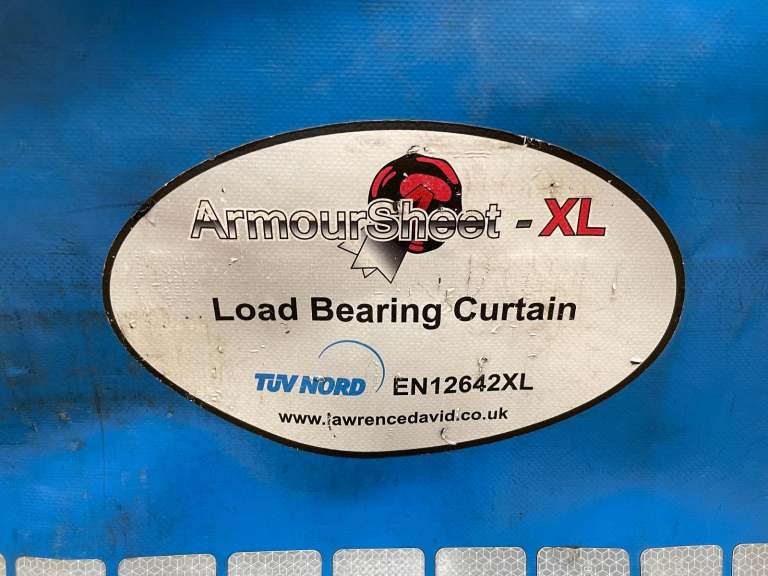 ArmourSheet - XL
Load Bearing Curtain
TÜV NORD EN12642XL
www.lawrencedavid.co.uk